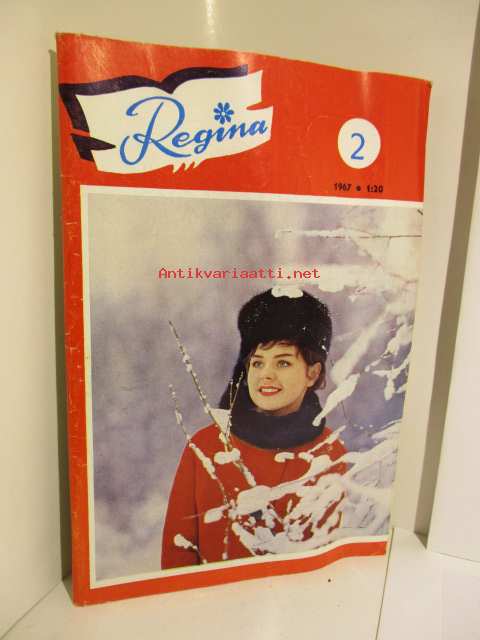 Regina
2
1967 • 1:20
Antikvariaatti.net